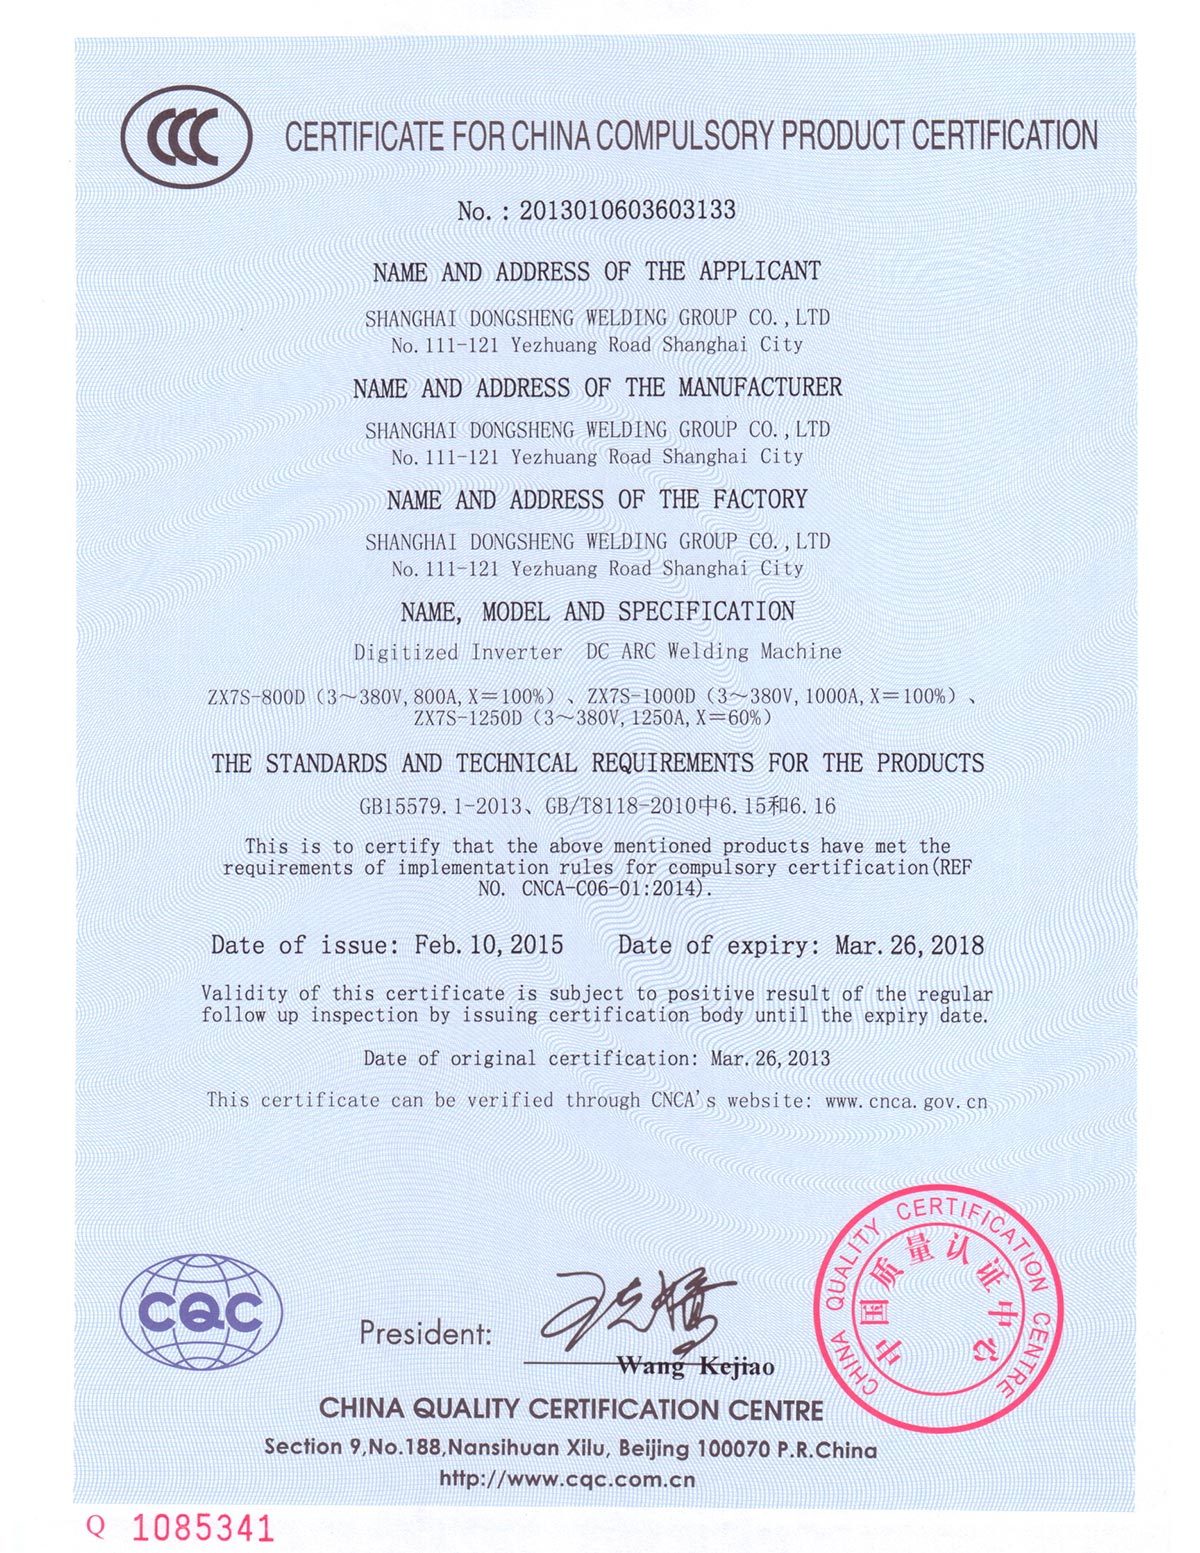 CCC
CERTIFICATE FOR CHINA COMPULSORY PRODUCT CERTIFICATION
No. : 2013010603603133
NAME AND ADDRESS OF THE APPLICANT
SHANGHAI DONGSHENG WELDING GROUP CO.,LTD
No.111-121 Yezhuang Road Shanghai City
NAME AND ADDRESS OF THE MANUFACTURER
SHANGHAI DONGSHENG WELDING GROUP CO.,LTD
No.111-121 Yezhuang Road Shanghai City
NAME AND ADDRESS OF THE FACTORY
SHANGHAI DONGSHENG WELDING GROUP CO.,LTD
No.111-121 Yezhuang Road Shanghai City
NAME, MODEL AND SPECIFICATION
Digitized Inverter DC ARC Welding Machine
ZX7S-800D（3～380V,800A,X＝100%）、ZX7S-1000D（3～380V,1000A,X＝100%）、
ZX7S-1250D（3～380V,1250A,X＝60%）
THE STANDARDS AND TECHNICAL REQUIREMENTS FOR THE PRODUCTS
GB15579.1-2013、GB/T8118-2010中6.15和6.16
This is to certify that the above mentioned products have met the
requirements of implementation rules for compulsory certification(REF
NO. CNCA-C06-01:2014).
Date of issue: Feb.10,2015 Date of expiry: Mar.26,2018
Validity of this certificate is subject to positive result of the regular
follow up inspection by issuing certification body until the expiry date.
Date of original certification: Mar.26,2013
This certificate can be verified through CNCA's website: www.cnca.gov.cn
CHINA QUALITY CERTIFICATION CENTRE
中国质量认证中心
CQC
President:
Wang Kejiao
CHINA QUALITY CERTIFICATION CENTRE
Section 9,No.188,Nansihuan Xilu, Beijing 100070 P.R.China
http://www.cqc.com.cn
Q 1085341